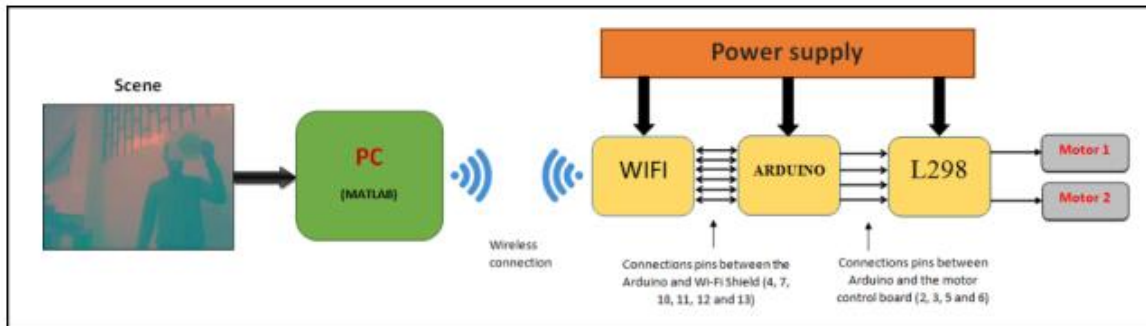 Power supply
Scene
PC
(MATLAB)
WIFI
ARDUINO
L298
Motor 1
Motor 2
Wireless
connection
Connections pins between the
Arduino and Wi-Fi Shield (4, 7,
10, 11, 12 and 13)
Connections pins between
Arduino and the motor
control board (2, 3, 5 and 6)